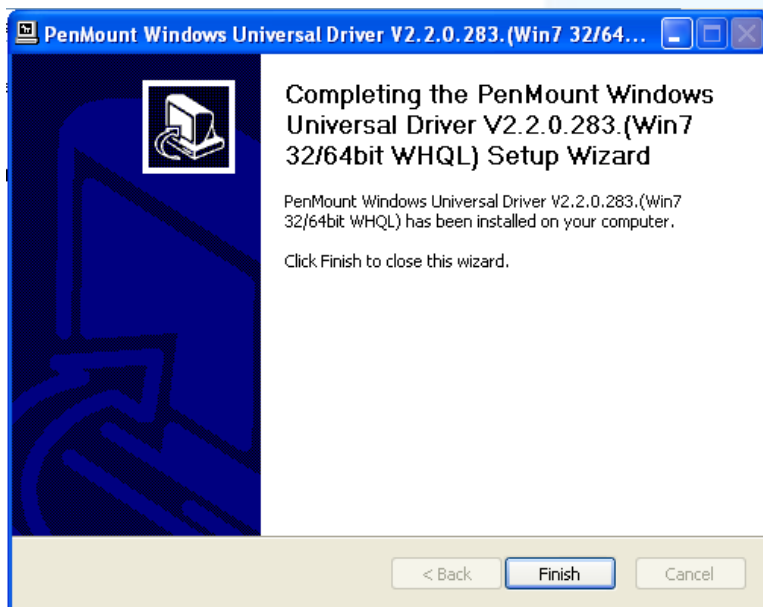 PenMount Windows Universal Driver V2.2.0.283.(Win7 32/64...
Completing the PenMount Windows
Universal Driver V2.2.0.283.(Win7
32/64bit WHQL) Setup Wizard
PenMount Windows Universal Driver V2.2.0.283.(Win7
32/64bit WHQL) has been installed on your computer.
Click Finish to close this wizard.
< Back
Finish
Cancel